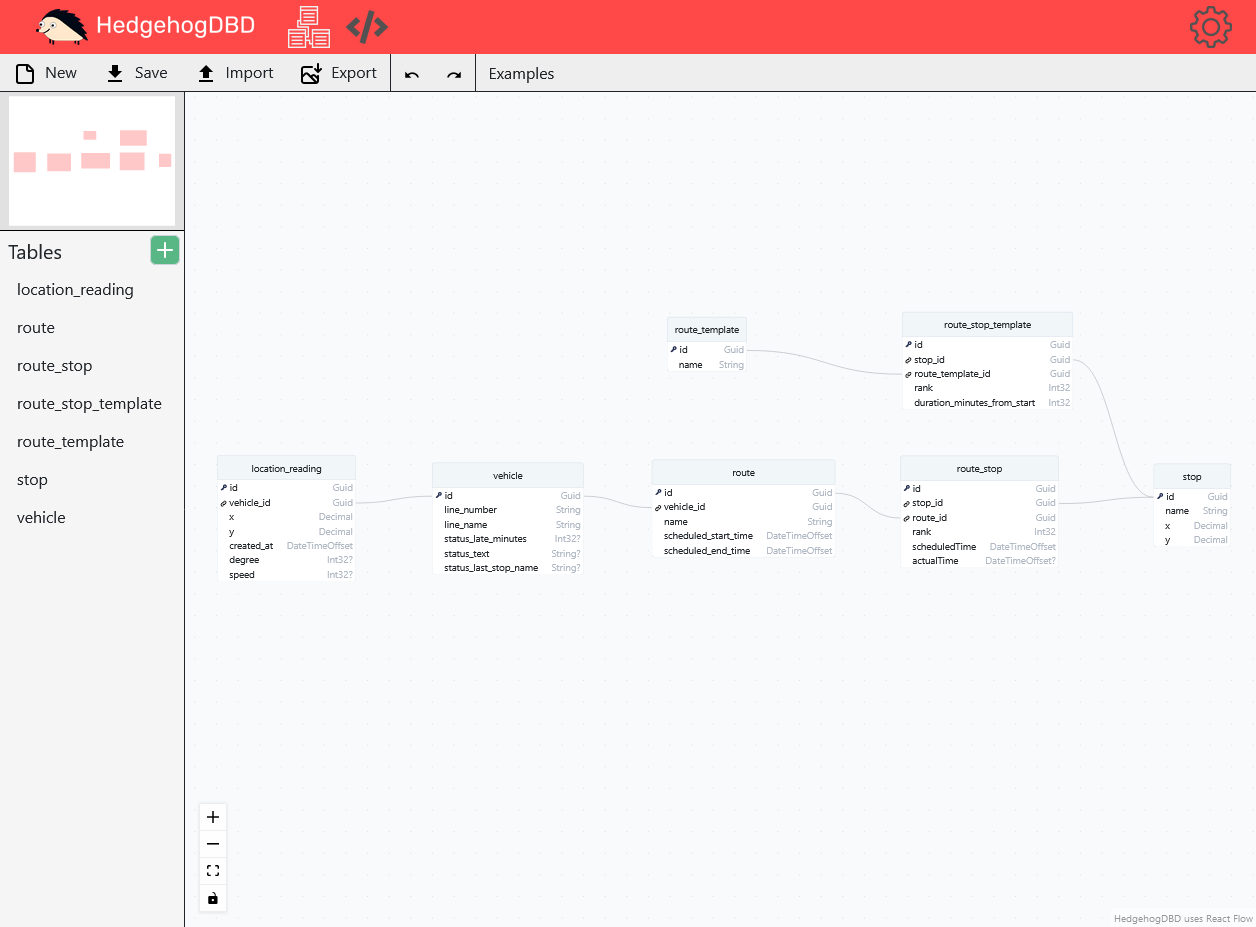 HedgehogDBD
New Save Import Export Examples
Tables
location_reading
route
route_stop
route_stop_template
route_template
stop
vehicle
route_template
id Guid
name String
route_stop_template
id Guid
stop_id Guid
route_template_id Guid
rank Int32
duration_minutes_from_start Int32
location_reading
id Guid
vehicle_id Guid
x Decimal
y Decimal
created_at DateTimeOffset
degree Int32?
speed Int32?
vehicle
id Guid
line_number String
line_name String
status_late_minutes Int32?
status_text String?
status_last_stop_name String?
route
id Guid
vehicle_id Guid
name String
scheduled_start_time DateTimeOffset
scheduled_end_time DateTimeOffset
route_stop
id Guid
stop_id Guid
route_id Guid
rank Int32
scheduledTime DateTimeOffset
actualTime DateTimeOffset?
stop
id Guid
name String
x Decimal
y Decimal
HedgehogDBD uses React Flow